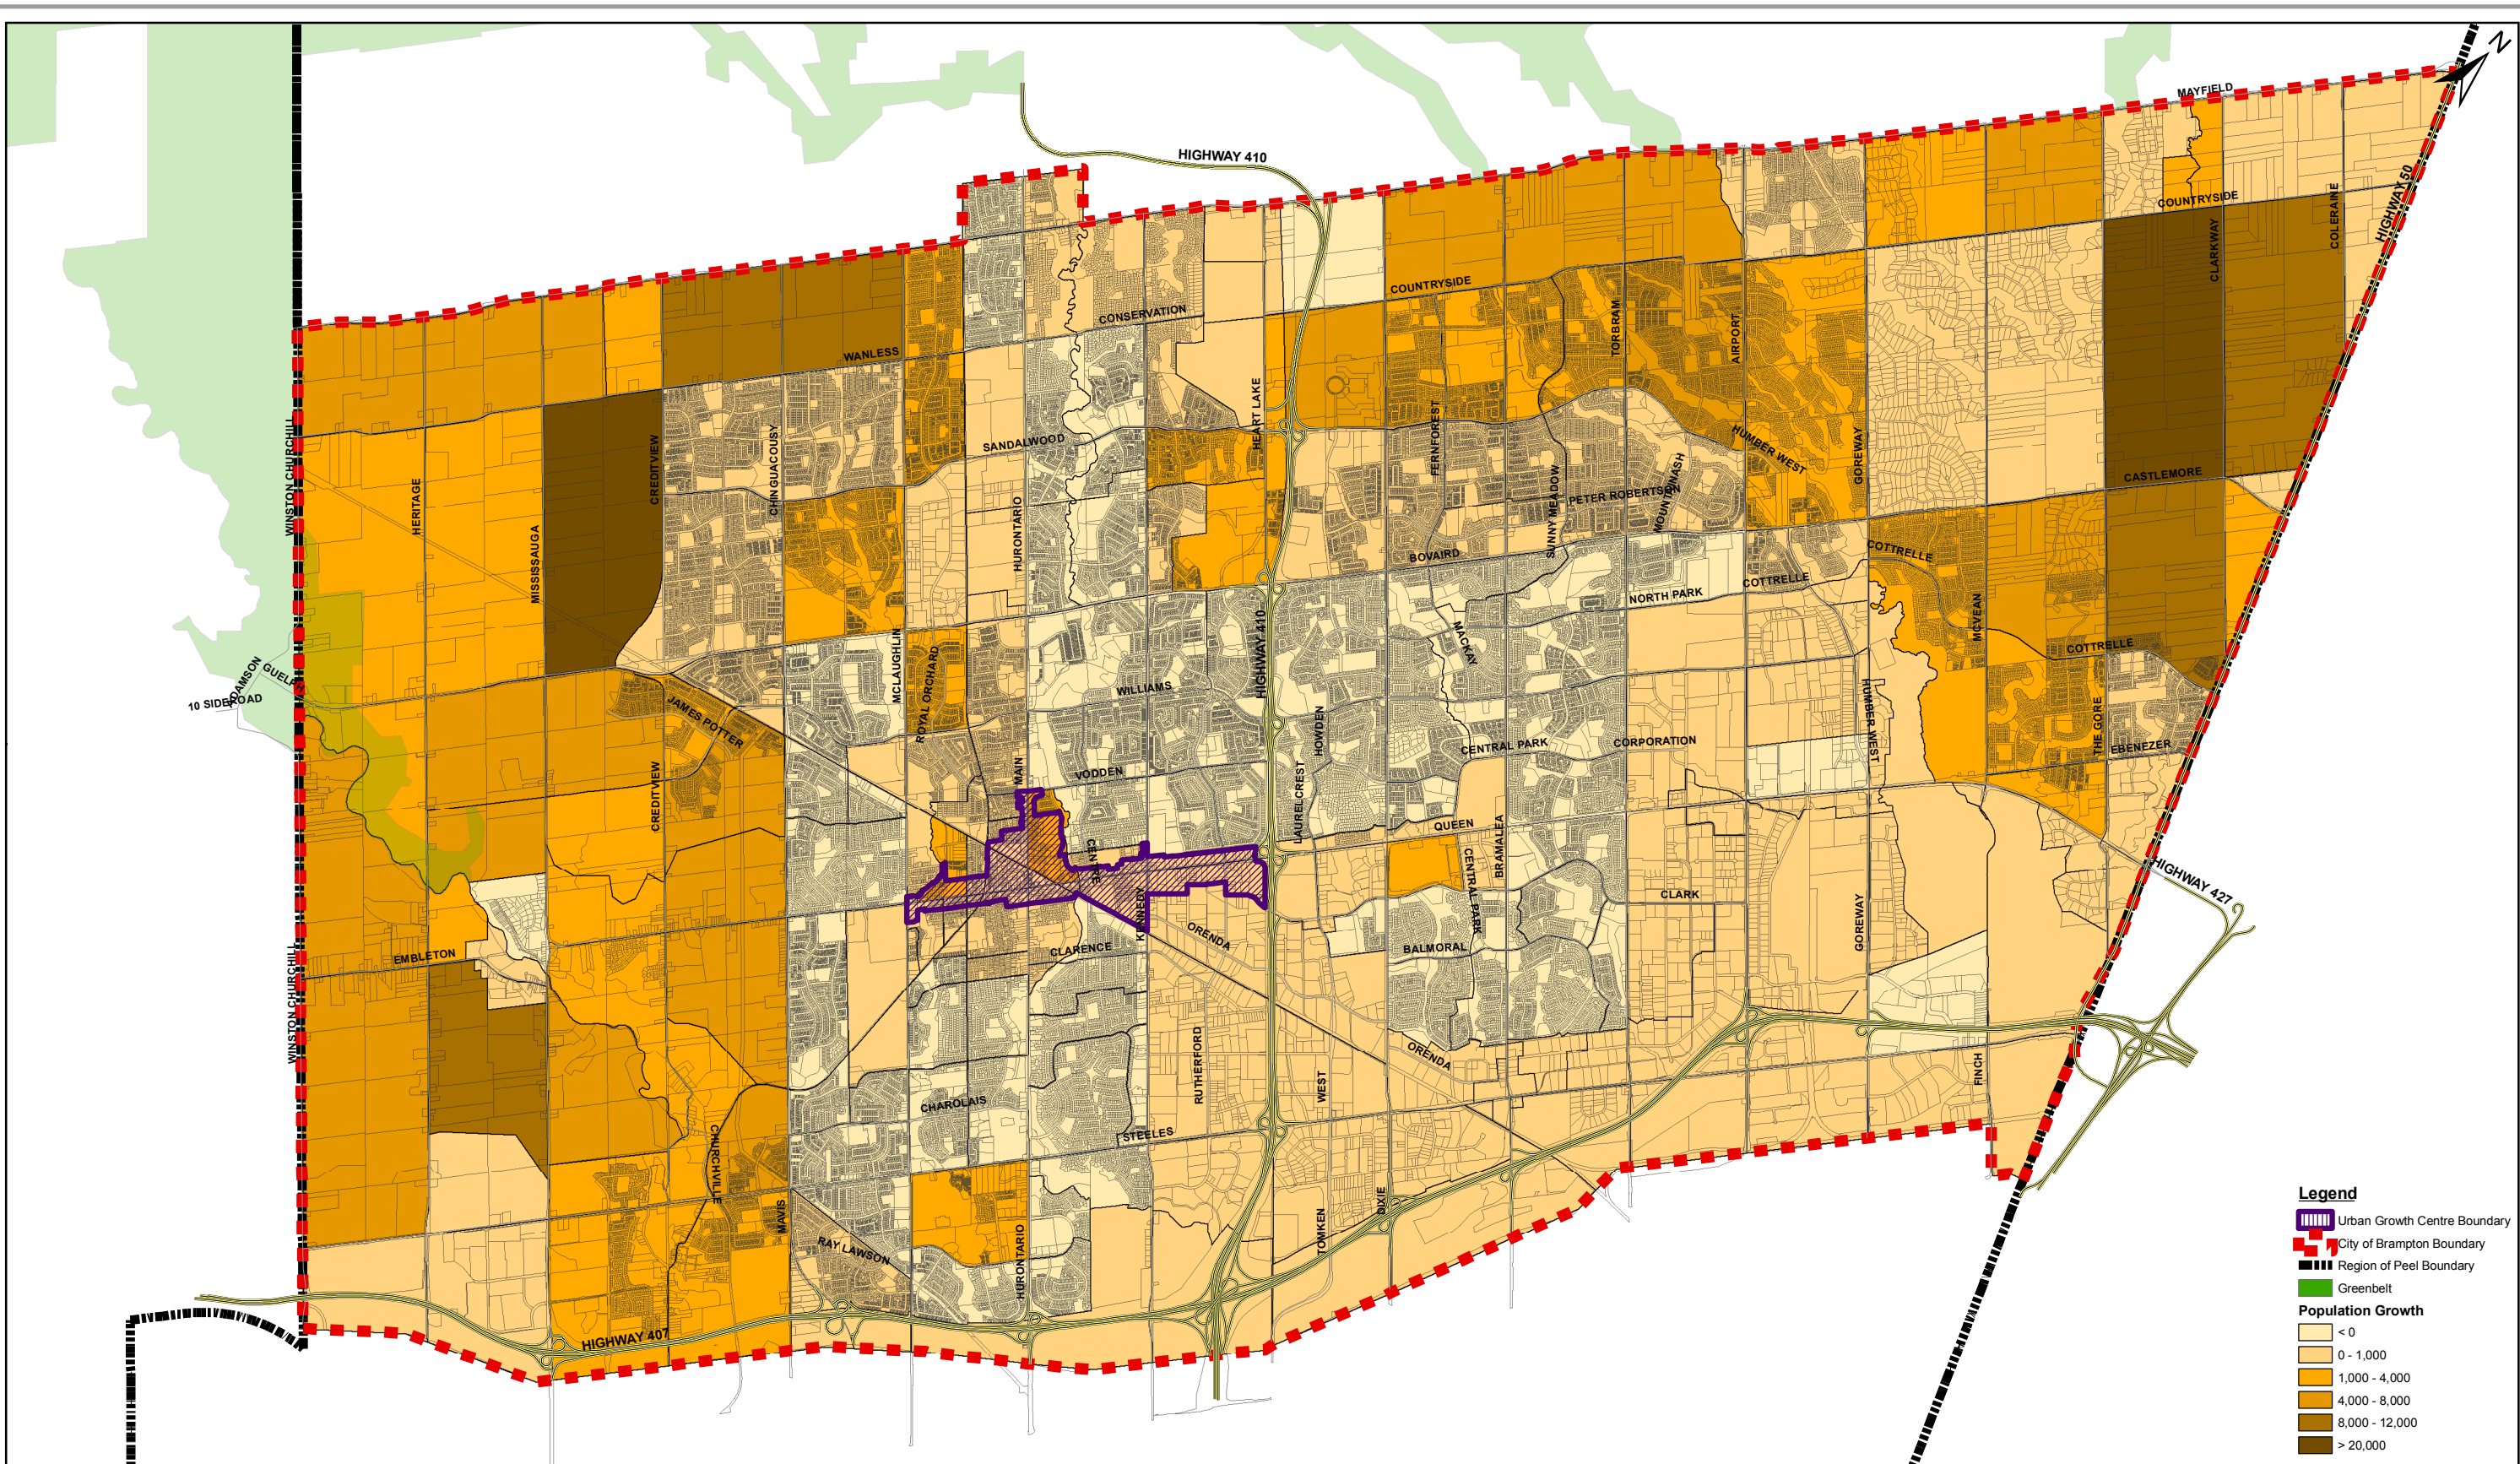 N
MAYFIELD
HIGHWAY 410
HIGHWAY 50
COUNTRYSIDE
COLERAINE
CLARKWAY
COUNTRYSIDE
CONSERVATION
WANLESS
TORBRAM
AIRPORT
HEART LAKE
FERNFOREST
SANDALWOOD
HUMBER WEST
GOREWAY
WINSTON CHURCHILL
HERITAGE
MISSISSAUGA
CREDITVIEW
CHINGUACOUSY
HURONTARIO
SUNNY MEADOW
PETER ROBERTSON
MOUNTAINASH
CASTLEMORE
BOVAIRD
COTTRELLE
COTTRELLE
NORTH PARK
MCVEAN
COTTRELLE
MACKAY
MCLAUGHLIN
ROYAL ORCHARD
WILLIAMS
HIGHWAY 410
ADAMSON
GUELPH
10 SIDEROAD
JAMES POTTER
HOWDEN
CENTRAL PARK
CORPORATION
HUMBER WEST
THE GORE
EBENEZER
MAIN
VODDEN
CREDITVIEW
LAURELCREST
QUEEN
BRAMALEA
CENTRE
CENTRAL PARK
CLARK
HIGHWAY 427
KENNEDY
ORENDA
CLARENCE
BALMORAL
GOREWAY
EMBLETON
WINSTON CHURCHILL
RUTHERFORD
WEST
ORENDA
FINCH
CHAROLAIS
STEELES
CHURCHVILLE
MAVIS
RAY LAWSON
HURONTARIO
TOMKEN
DIXIE
HIGHWAY 407
Legend
Urban Growth Centre Boundary
City of Brampton Boundary
Region of Peel Boundary
Greenbelt
Population Growth
< 0
0 - 1,000
1,000 - 4,000
4,000 - 8,000
8,000 - 12,000
> 20,000